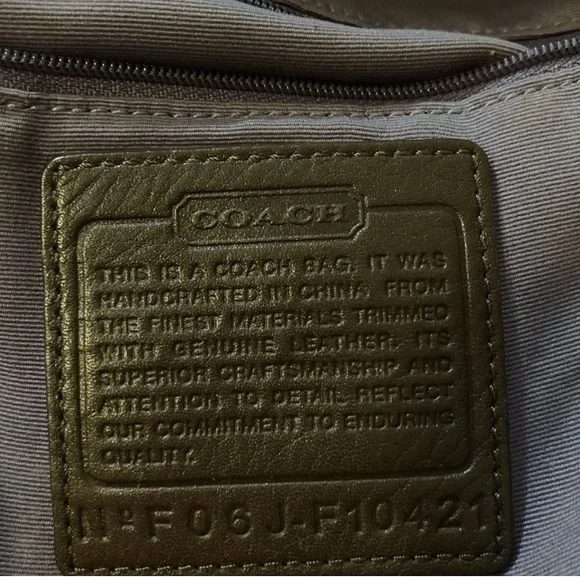 COACH
THIS IS A COACH BAG. IT WAS
HANDCRAFTED IN CHINA FROM
THE FINEST MATERIALS TRIMMED
WITH GENUINE LEATHER. ITS
SUPERIOR CRAFTSMANSHIP AND
ATTENTION TO DETAIL REFLECT
OUR COMMITMENT TO ENDURING
QUALITY.
Nº F06J-F10421